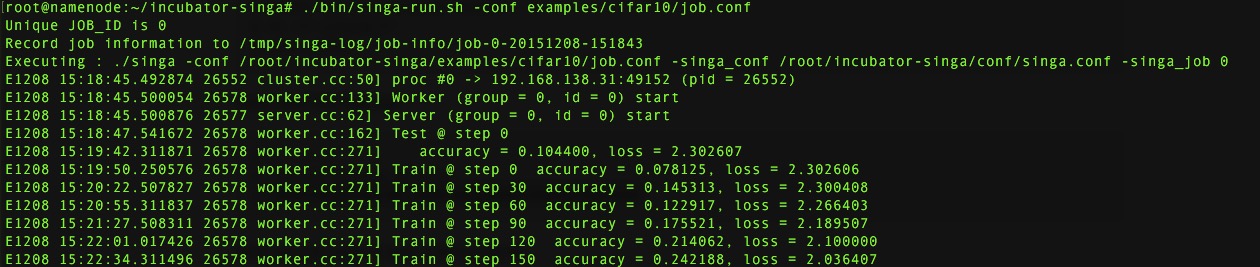 [root@namenode:~/incubator-singa# ./bin/singa-run.sh -conf examples/cifar10/job.conf
Unique JOB_ID is 0
Record job information to /tmp/singa-log/job-info/job-0-20151208-151843
Executing : ./singa -conf /root/incubator-singa/examples/cifar10/job.conf -singa_conf /root/incubator-singa/conf/singa.conf -singa_job 0
E1208 15:18:45.492874 26552 cluster.cc:50] proc #0 -> 192.168.138.31:49152 (pid = 26552)
E1208 15:18:45.500054 26578 worker.cc:133] Worker (group = 0, id = 0) start
E1208 15:18:45.500876 26577 server.cc:62] Server (group = 0, id = 0) start
E1208 15:18:47.541672 26578 worker.cc:162] Test @ step 0
E1208 15:19:42.311871 26578 worker.cc:271]    accuracy = 0.104400, loss = 2.302607
E1208 15:19:50.250576 26578 worker.cc:271] Train @ step 0  accuracy = 0.078125, loss = 2.302606
E1208 15:20:22.507827 26578 worker.cc:271] Train @ step 30  accuracy = 0.145313, loss = 2.300408
E1208 15:20:55.311837 26578 worker.cc:271] Train @ step 60  accuracy = 0.122917, loss = 2.266403
E1208 15:21:27.508311 26578 worker.cc:271] Train @ step 90  accuracy = 0.175521, loss = 2.189507
E1208 15:22:01.017426 26578 worker.cc:271] Train @ step 120  accuracy = 0.214062, loss = 2.100000
E1208 15:22:34.311496 26578 worker.cc:271] Train @ step 150  accuracy = 0.242188, loss = 2.036407